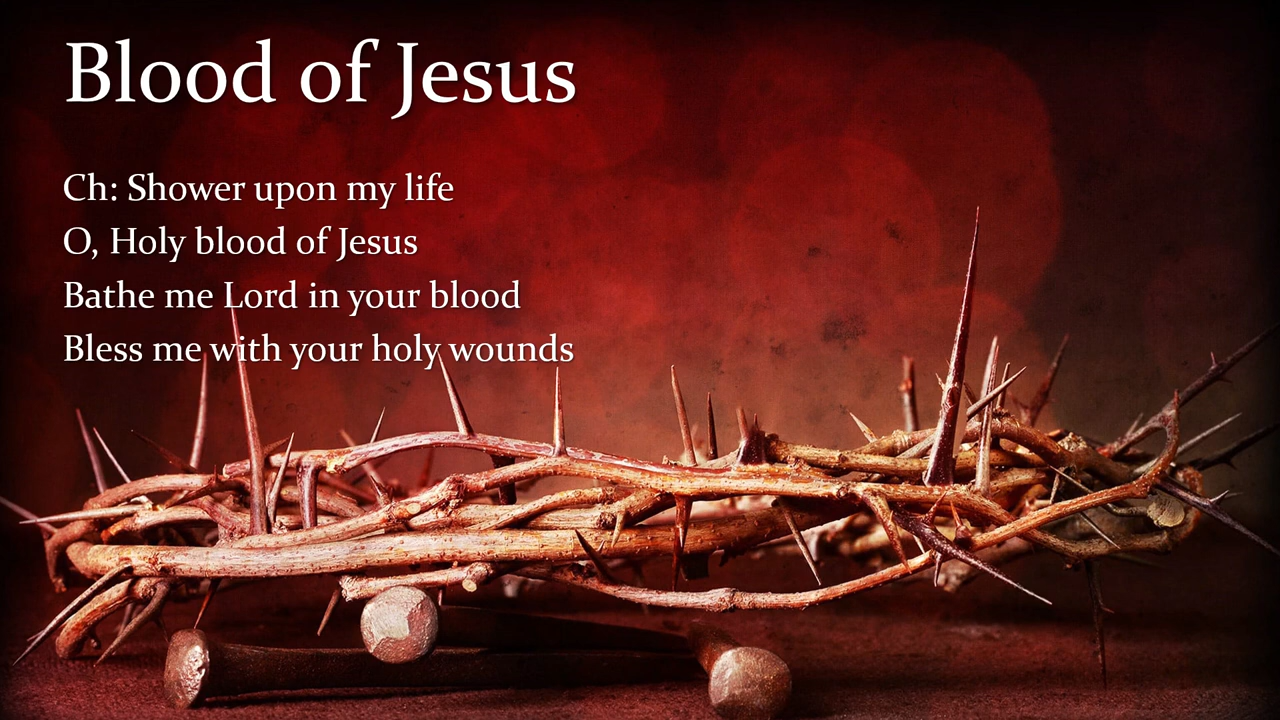 Blood of Jesus
Ch: Shower upon my life
O, Holy blood of Jesus
Bathe me Lord in your blood
Bless me with your holy wounds